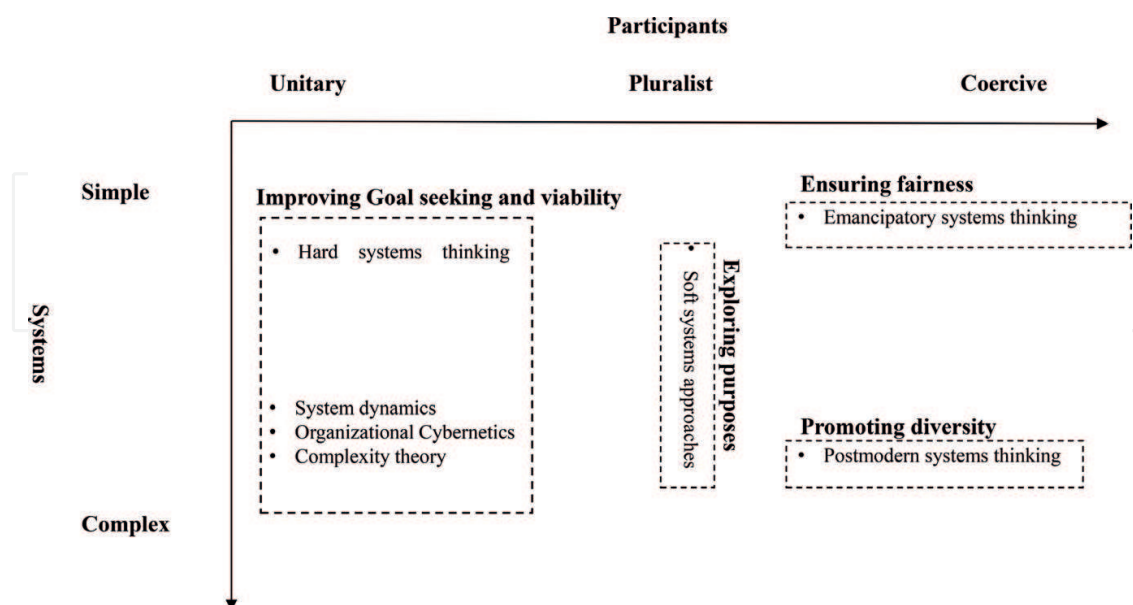 Participants
Unitary
Pluralist
Coercive
Systems
Simple
Complex
Improving Goal seeking and viability
• Hard systems thinking
• System dynamics
• Organizational Cybernetics
• Complexity theory
Exploring purposes
• Soft systems approaches
Ensuring fairness
• Emancipatory systems thinking
Promoting diversity
• Postmodern systems thinking